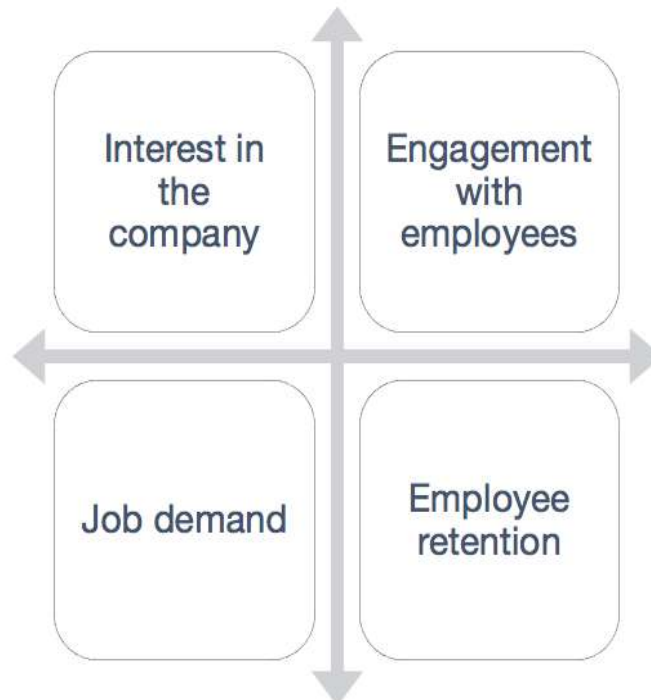 Interest in
the
company
Engagement
with
employees
Job demand
Employee
retention